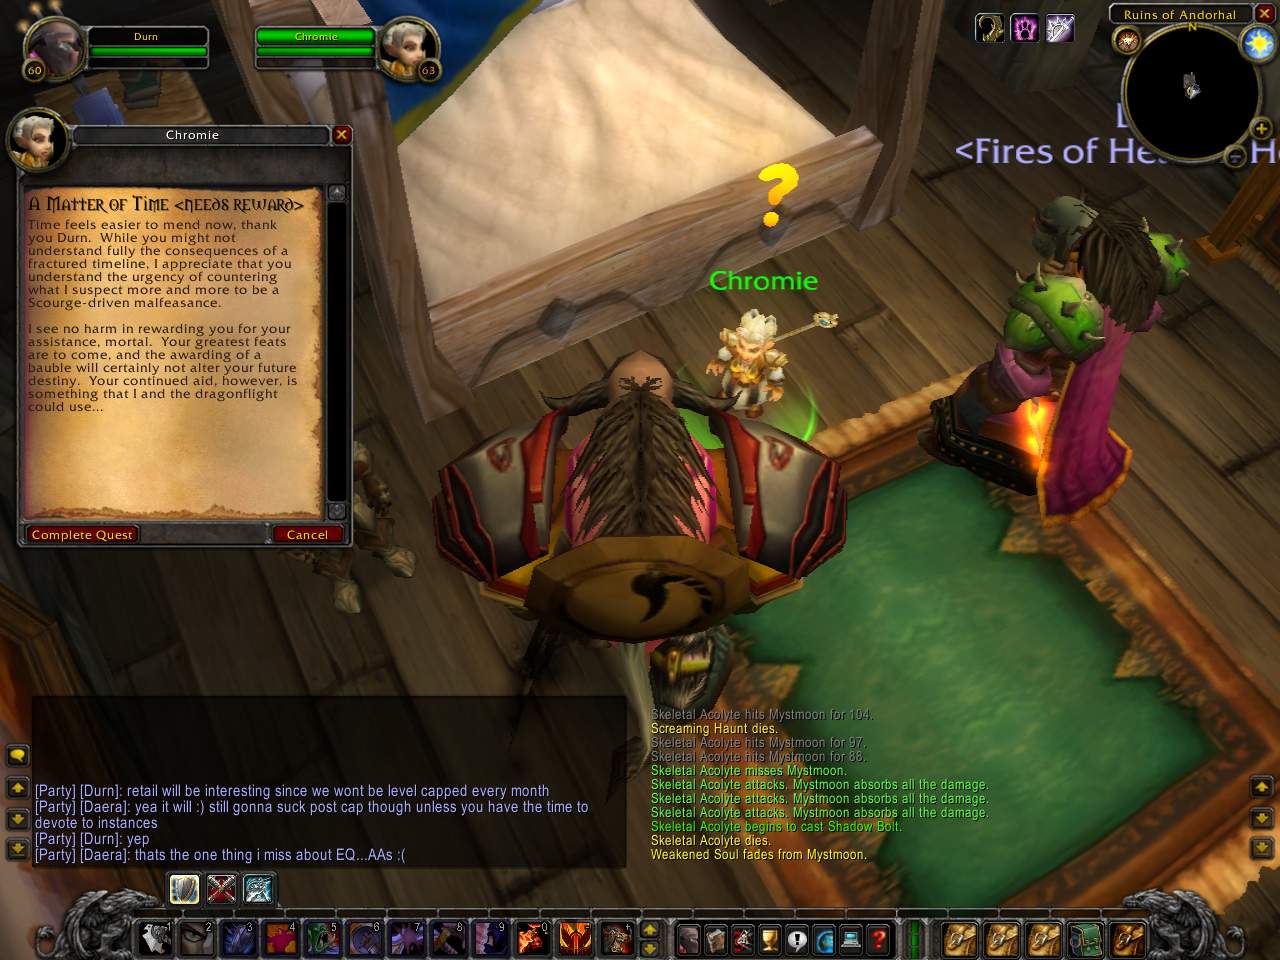 Durn
60
Chromie
63
Ruins of Andorhal
N
Chromie
A Matter of Time <needs reward>
Time feels easier to mend now, thank
you Durn. While you might not
understand fully the consequences of a
fractured timeline, I appreciate that you
understand the urgency of countering
what I suspect more and more to be a
Scourge-driven malfeasance.
I see no harm in rewarding you for your
assistance, mortal. Your greatest feats
are to come, and the awarding of a
bauble will certainly not alter your future
destiny. Your continued aid, however, is
something that I and the dragonflight
could use...
Complete Quest
Cancel
?
Chromie
<Fires of
[Party] [Durn]: retail will be interesting since we wont be level capped every month
[Party] [Daera]: yea it will :) still gonna suck post cap though unless you have the time to
devote to instances
[Party] [Durn]: yep
[Party] [Daera]: thats the one thing i miss about EQ...AAs :(
Skeletal Acolyte hits Mystmoon for 104.
Screaming Haunt dies.
Skeletal Acolyte hits Mystmoon for 97.
Skeletal Acolyte hits Mystmoon for 88.
Skeletal Acolyte misses Mystmoon.
Skeletal Acolyte attacks. Mystmoon absorbs all the damage.
Skeletal Acolyte attacks. Mystmoon absorbs all the damage.
Skeletal Acolyte attacks. Mystmoon absorbs all the damage.
Skeletal Acolyte begins to cast Shadow Bolt.
Skeletal Acolyte dies.
Weakened Soul fades from Mystmoon.
1 2 3 4 5 6 7 8 9 0 - +